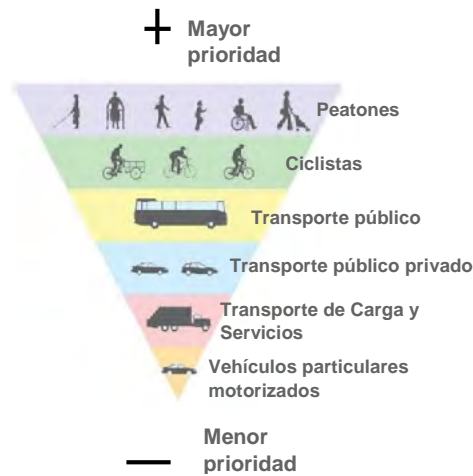 + Mayor
prioridad
Peatones
Ciclistas
Transporte público
Transporte público privado
Transporte de Carga y
Servicios
Vehículos particulares
motorizados
Menor
— prioridad